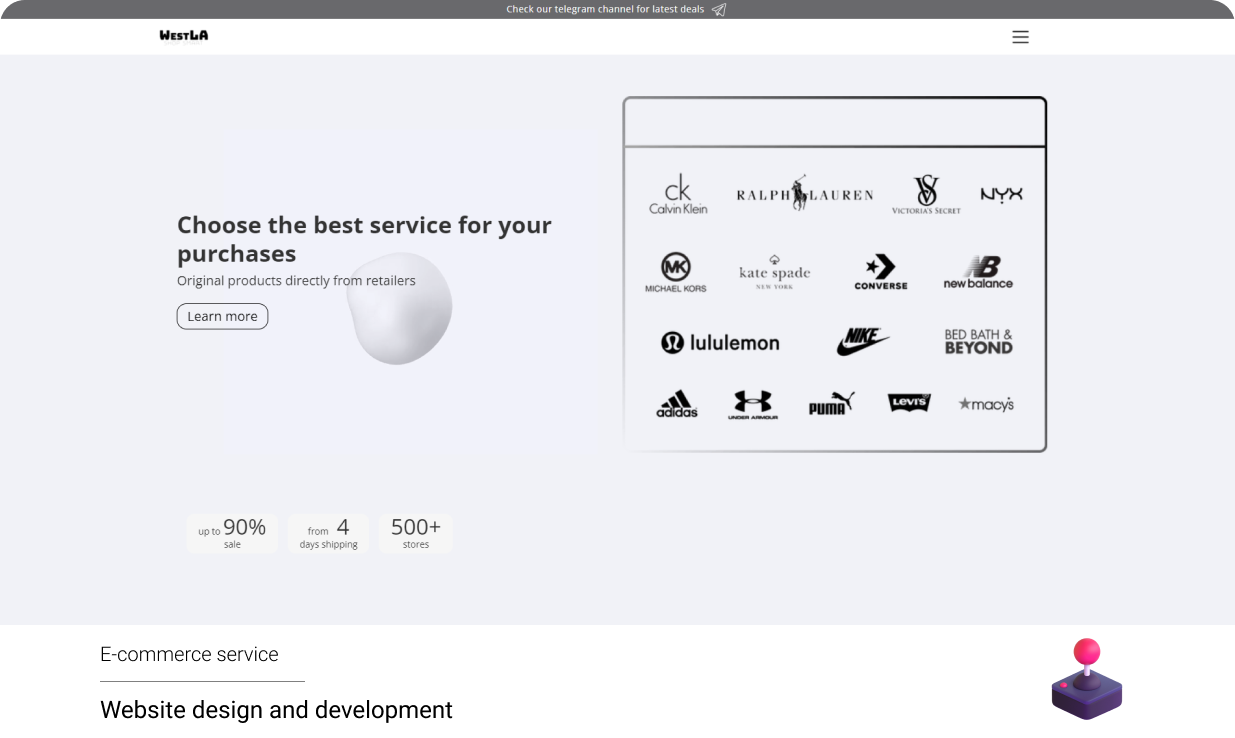 Check our telegram channel for latest deals
WestLA
Choose the best service for your
purchases
Original products directly from retailers
Learn more
ck
Calvin Klein
RALPH LAUREN
VS
VICTORIA'S SECRET
NYX
MK
MICHAEL KORS
kate spade
NEW YORK
CONVERSE
NB
new balance
lululemon
NIKE
BED BATH &
BEYOND
adidas
UNDER ARMOUR
PUMA
LEVI'S
macy's
up to 90%
sale
from 4
days shipping
500+
stores
E-commerce service
Website design and development